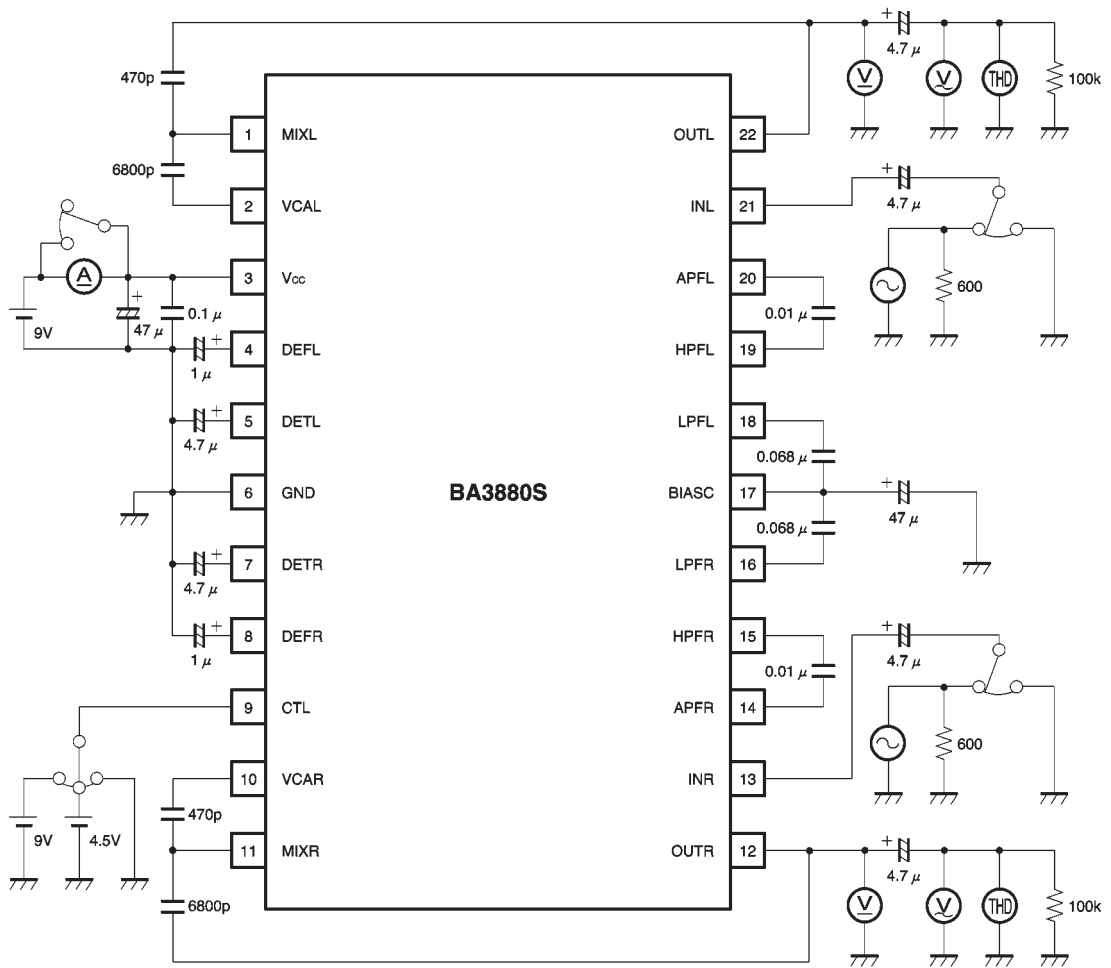 4.7 μ
+
470p
V
V
THD
100k
1
MIXL
OUTL
22
6800p
+
4.7 μ
2
VCAL
INL
21
A
3
Vcc
APFL
20
+
9V
47 μ
0.1 μ
600
0.01 μ
+
4
DEFL
HPFL
19
1 μ
+
5
DETL
LPFL
18
4.7 μ
0.068 μ
6
GND
BA3880S
BIASC
17
+
47 μ
0.068 μ
+
7
DETR
LPFR
16
4.7 μ
+
8
DEFR
HPFR
15
+
4.7 μ
1 μ
0.01 μ
9
CTL
APFR
14
600
10
VCAR
INR
13
470p
9V
4.5V
11
MIXR
OUTR
12
+
4.7 μ
6800p
V
V
THD
100k